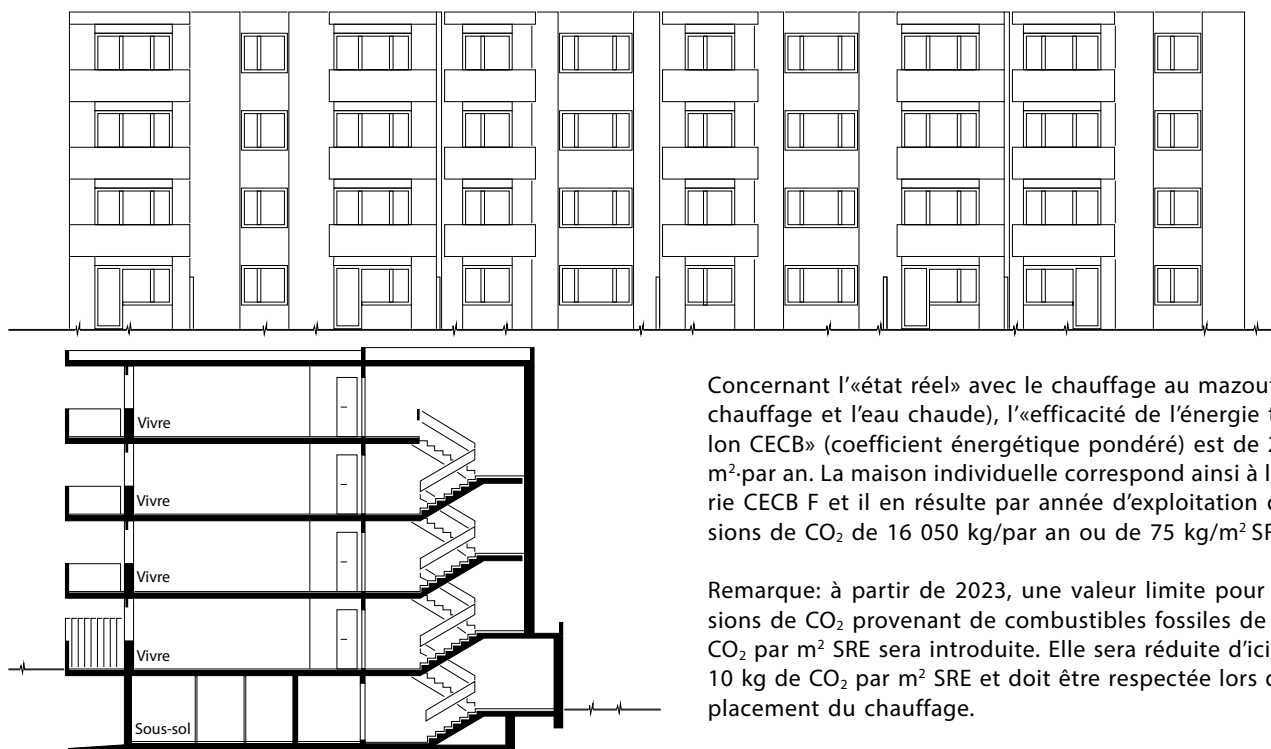 Vivre
Vivre
Vivre
Vivre
Sous-sol
Concernant l'«état réel» avec le chauffage au mazout
chauffage et l'eau chaude), l'«efficacité de l'énergie
lon CECB» (coefficient énergétique pondéré) est de
m²·par an. La maison individuelle correspond ainsi à
rie CECB F et il en résulte par année d'exploitation
sions de CO₂ de 16 050 kg/par an ou de 75 kg/m²
Remarque: à partir de 2023, une valeur limite pour
sions de CO₂ provenant de combustibles fossiles de
CO₂ par m² SRE sera introduite. Elle sera réduite d'ici
10 kg de CO₂ par m² SRE et doit être respectée lors
placement du chauffage.